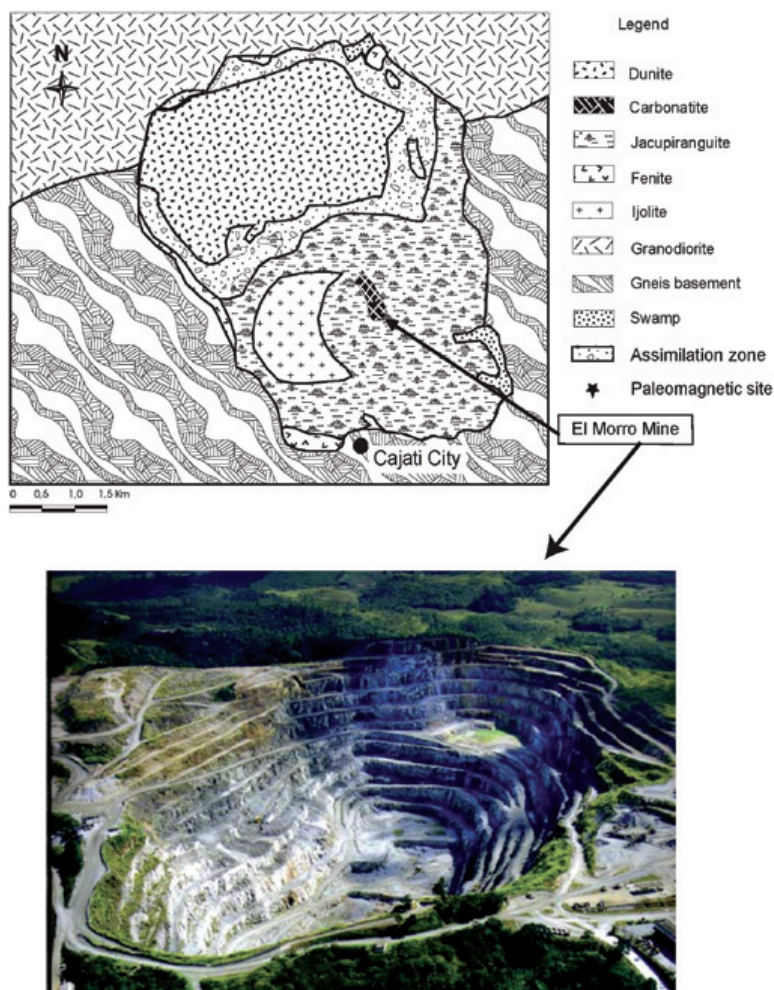 Legend
N
Dunite
Carbonatite
Jacupiranguite
Fenite
Ijolite
Granodiorite
Gneis basement
Swamp
Assimilation zone
Paleomagnetic site
El Morro Mine
Cajati City
0 0,5 1,0 1,5 Km